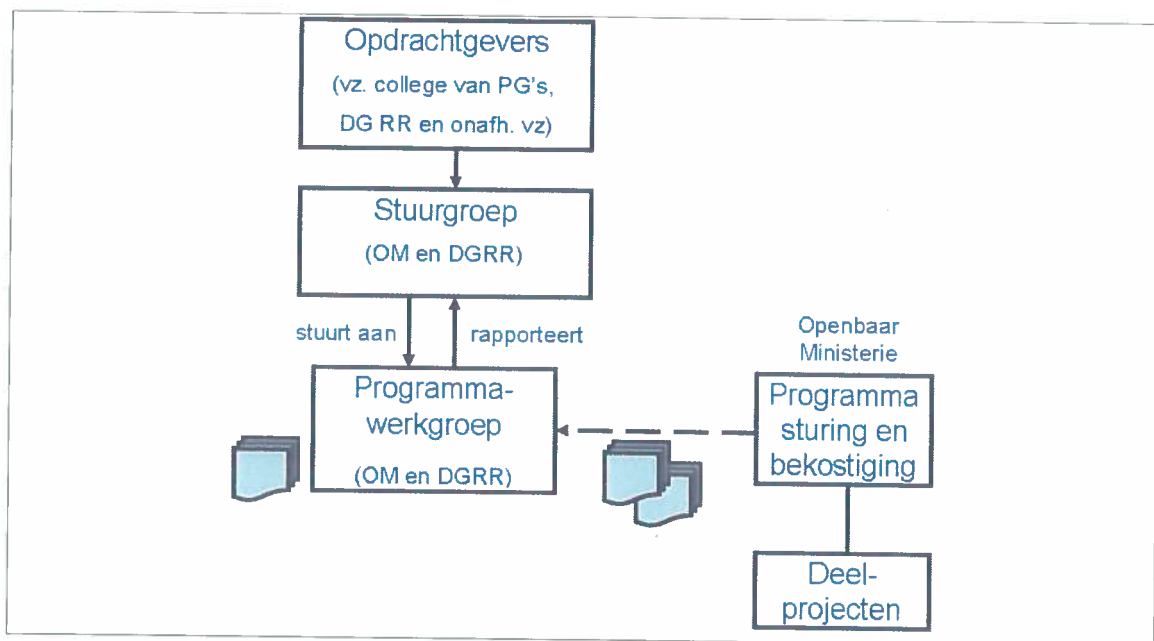 Opdrachtgevers
(vz. college van PG's,
DG RR en onafh. vz)
Stuurgroep
(OM en DGRR)
stuurt aan
rapporteert
Programma-
werkgroep
(OM en DGRR)
Openbaar
Ministerie
Programma
sturing en
bekostiging
Deel-
projecten